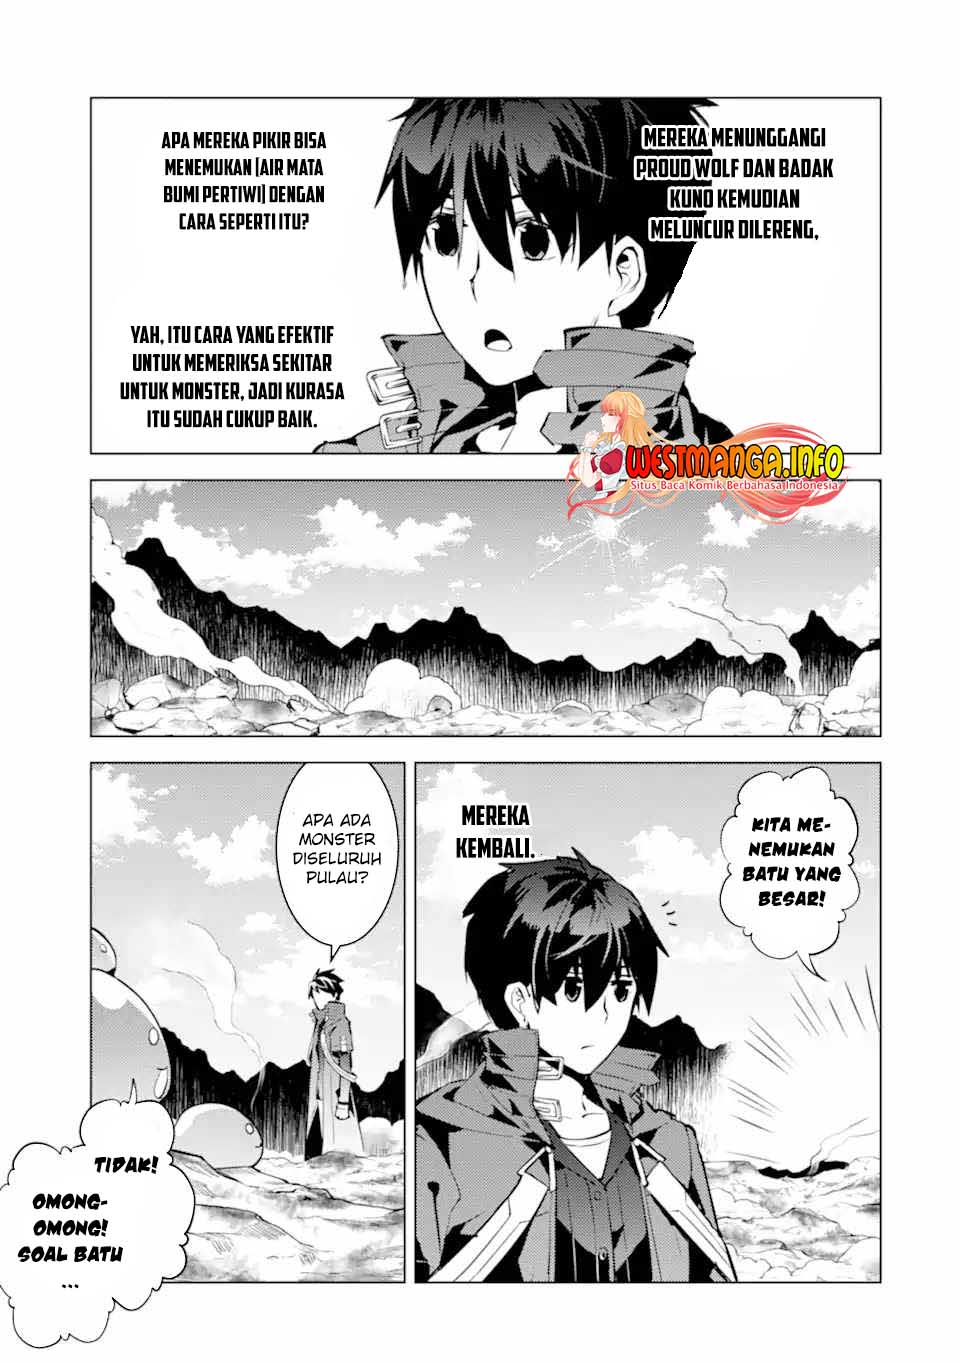 MEREKA MENUNGGANGI
PROUD WOLF DAN BADAK
KUNO KEMUDIAN
MELUNCUR DILERENG,
APA MEREKA PIKIR BISA
MENEMUKAN [AIR MATA
BUMI PERTIWI] DENGAN
CARA SEPERTI ITU?
YAH, ITU CARA YANG EFEKTIF
UNTUK MEMERIKSA SEKITAR
UNTUK MONSTER, JADI KURASA
ITU SUDAH CUKUP BAIK.
WESTMANGA.INFO
Situs Baca Komik Berbahasa Indonesia
KITA ME-
NEMUKAN
BATU YANG
BESAR!
MEREKA
KEMBALI.
APA ADA
MONSTER
DISELURUH
PULAU?
TIDAK!
OMONG-
OMONG!
SOAL BATU
...